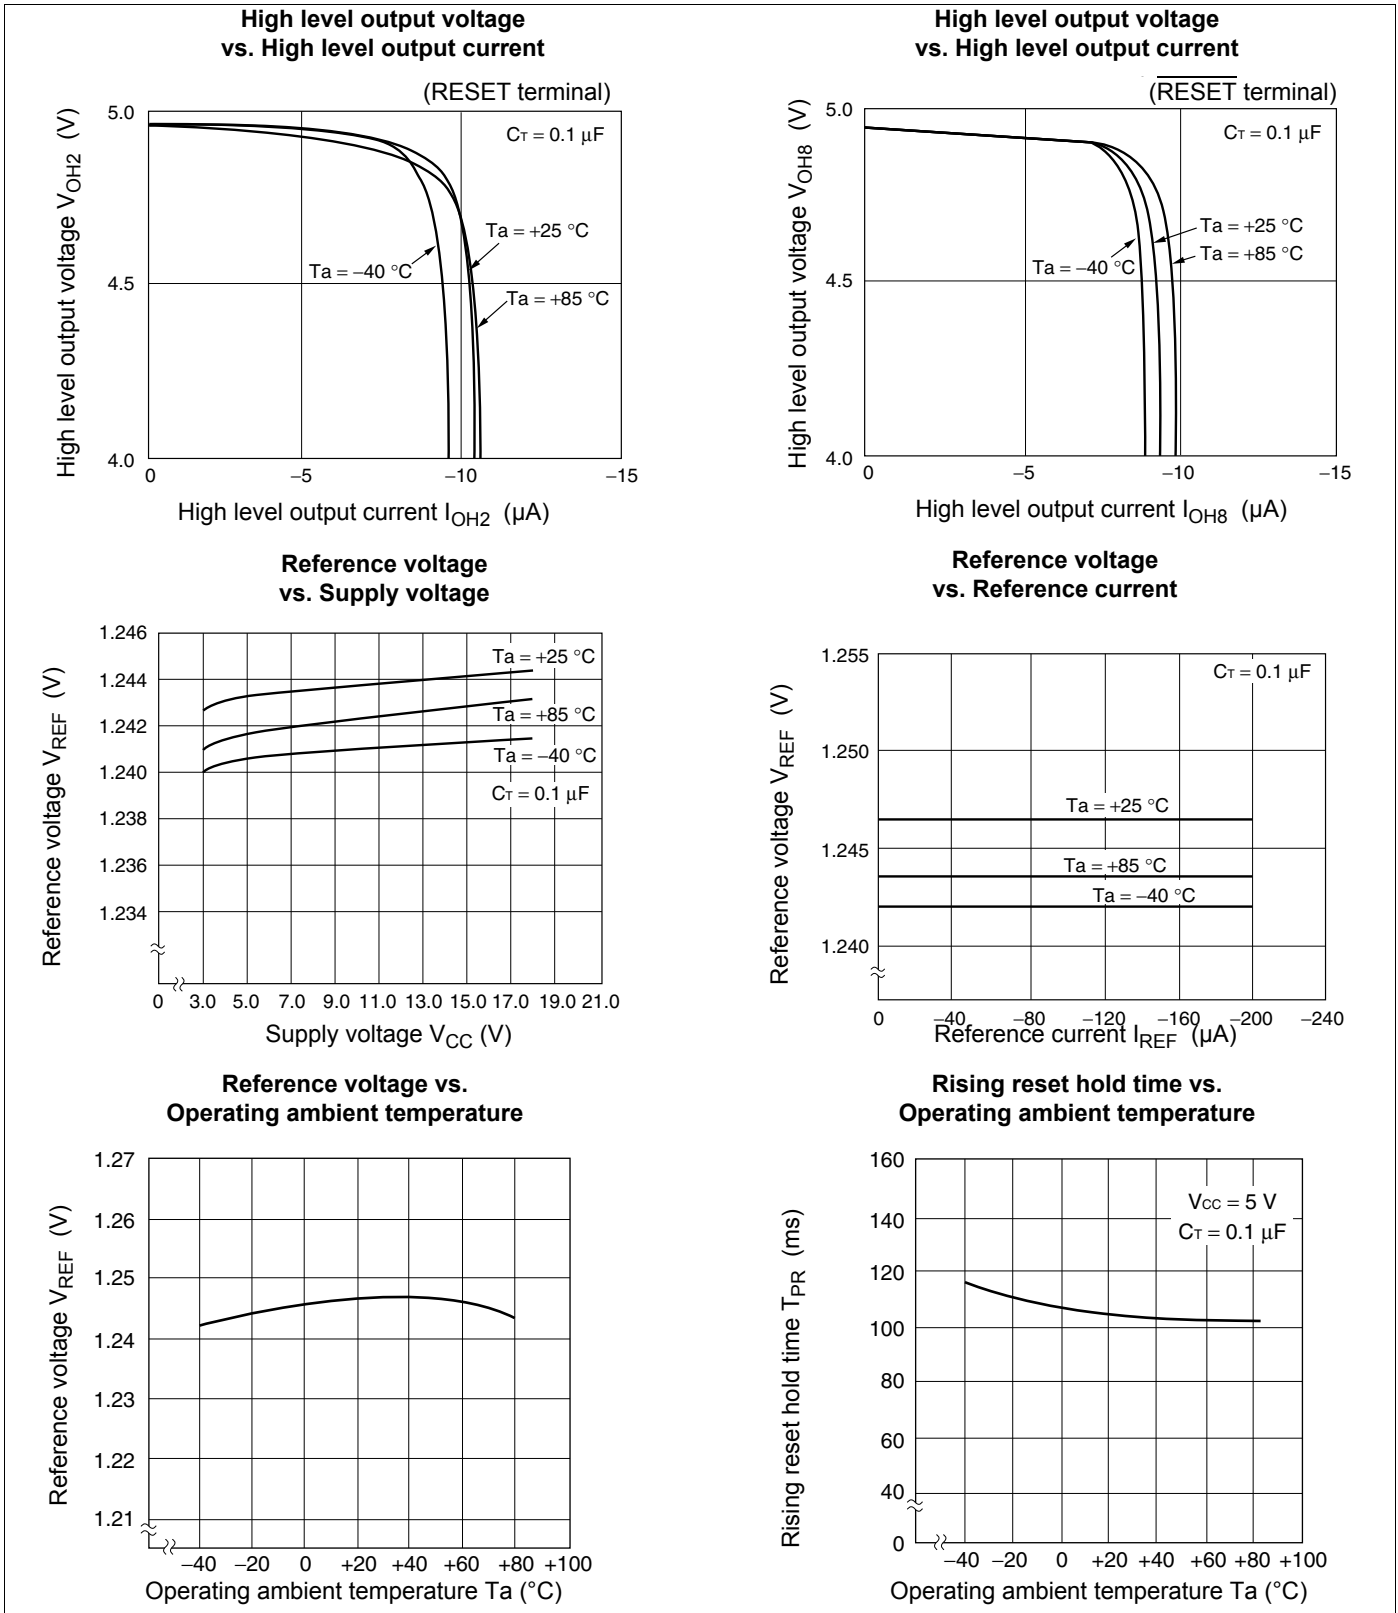 High level output voltage
vs. High level output current
(RESET terminal)
High level output voltage VOH2 (V)
5.0
CT = 0.1 μF
Ta = +25 °C
Ta = −40 °C
4.5
Ta = +85 °C
4.0
0 −5 −10 −15
High level output current IOH2 (µA)
High level output voltage
vs. High level output current
(RESET terminal)
High level output voltage VOH8 (V)
5.0
CT = 0.1 μF
Ta = +25 °C
Ta = +85 °C
Ta = −40 °C
4.5
4.0
0 −5 −10 −15
High level output current IOH8 (µA)
Reference voltage
vs. Supply voltage
Reference voltage VREF (V)
1.246
Ta = +25 °C
1.244
1.242
Ta = +85 °C
Ta = −40 °C
1.240
CT = 0.1 μF
1.238
1.236
1.234
0 3.0 5.0 7.0 9.0 11.0 13.0 15.0 17.0 19.0 21.0
Supply voltage VCC (V)
Reference voltage
vs. Reference current
Reference voltage VREF (V)
1.255
CT = 0.1 μF
1.250
Ta = +25 °C
1.245
Ta = +85 °C
Ta = −40 °C
1.240
0 −40 −80 −120 −160 −200 −240
Reference current IREF (µA)
Reference voltage vs.
Operating ambient temperature
Reference voltage VREF (V)
1.27
1.26
1.25
1.24
1.23
1.22
1.21
−40 −20 0 +20 +40 +60 +80 +100
Operating ambient temperature Ta (°C)
Rising reset hold time vs.
Operating ambient temperature
Rising reset hold time TPR (ms)
160
VCC = 5 V
140
CT = 0.1 μF
120
100
80
60
40
0
−40 −20 0 +20 +40 +60 +80 +100
Operating ambient temperature Ta (°C)